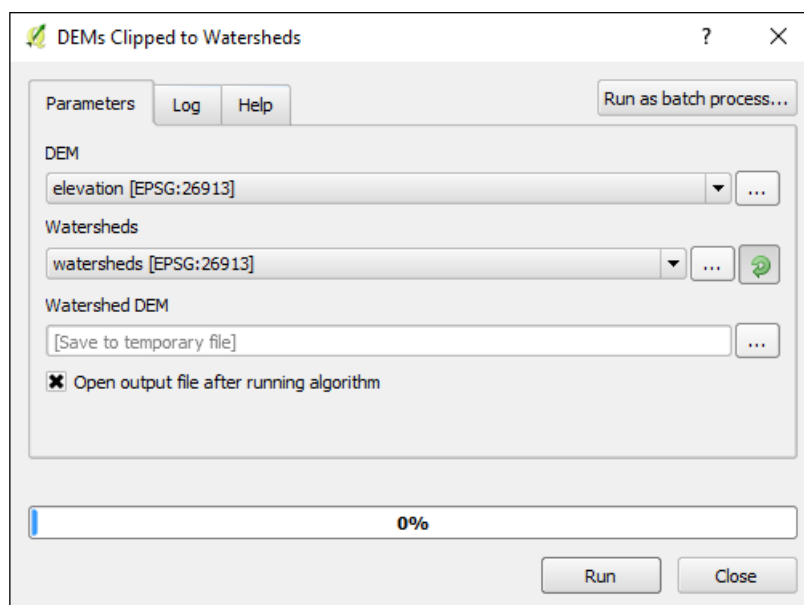 DEMs Clipped to Watersheds ?
Parameters Log Help Run as batch process...
DEM
elevation [EPSG:26913] ...
Watersheds
watersheds [EPSG:26913] ...
Watershed DEM
[Save to temporary file] ...
Open output file after running algorithm
0%
Run Close